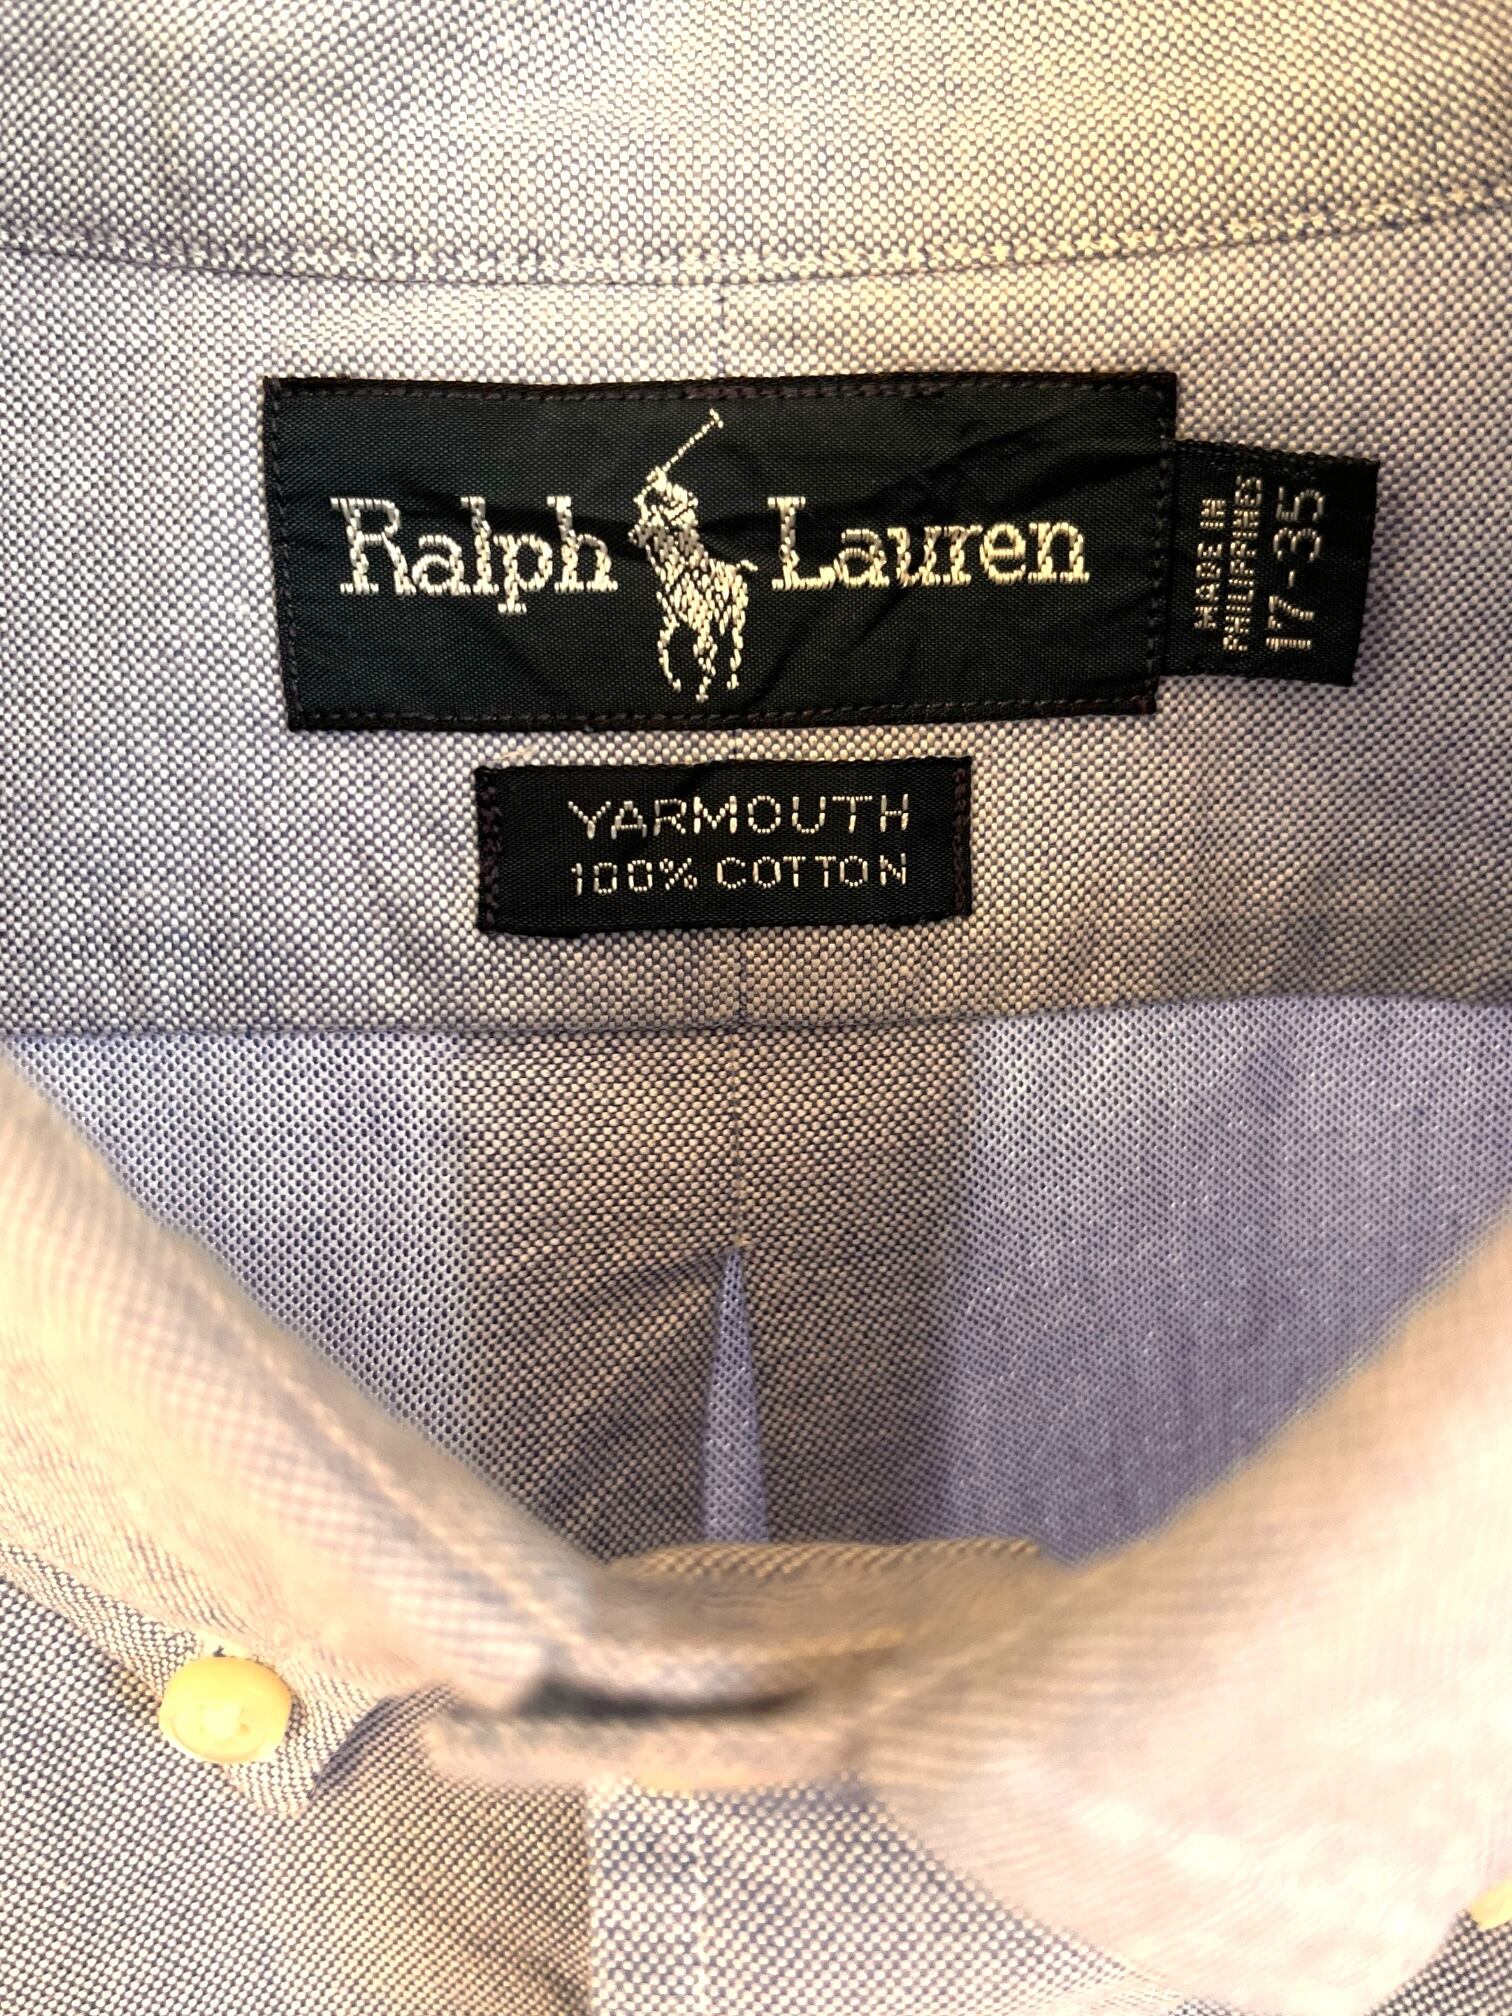 Ralph Lauren
MADE IN
PHILIPPINES
17-35
YARMOUTH
100% COTTON